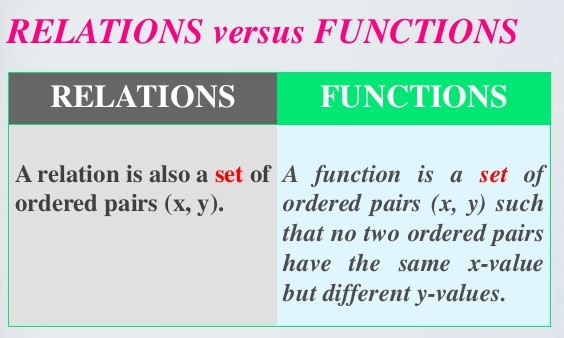 RELATIONS versus FUNCTIONS
RELATIONS
FUNCTIONS
A relation is also a set of
ordered pairs (x, y).
A function is a set of
ordered pairs (x, y) such
that no two ordered pairs
have the same x-value
but different y-values.